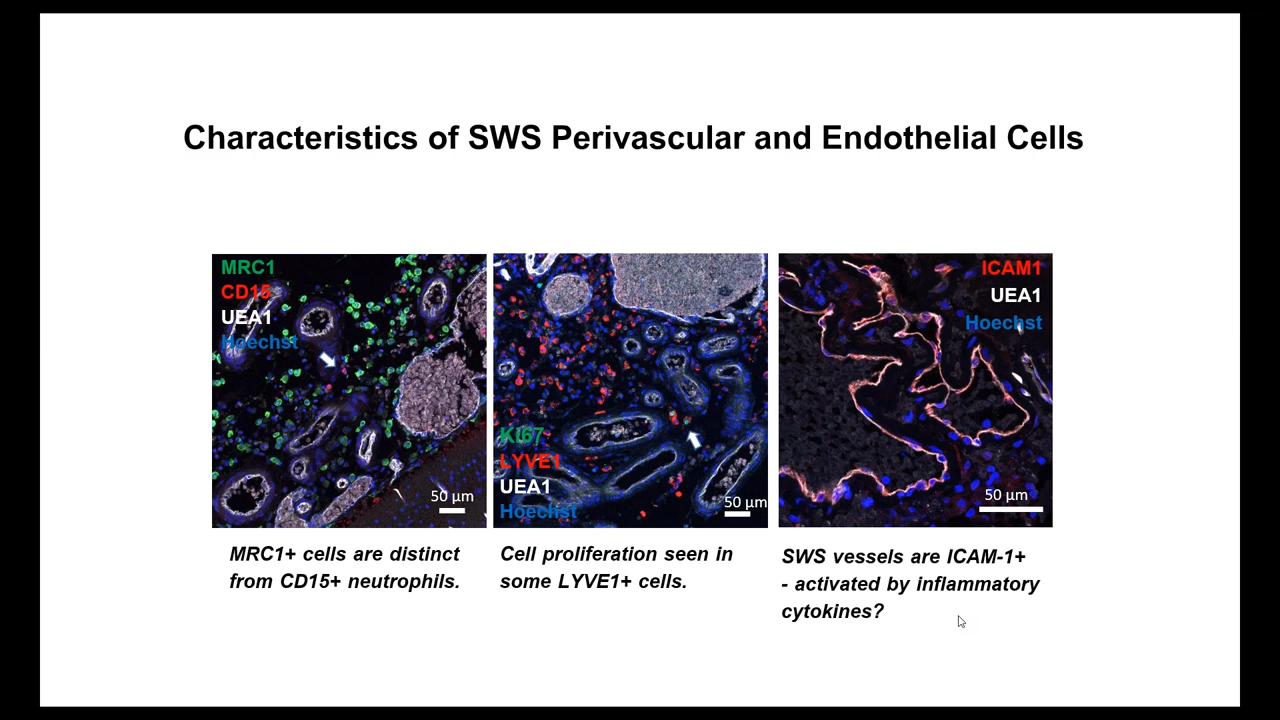 Characteristics of SWS Perivascular and Endothelial Cells
MRC1
CD15
UEA1
Hoechst
50 µm
MRC1+ cells are distinct
from CD15+ neutrophils.
Ki67
LYVE1
UEA1
Hoechst
50 µm
Cell proliferation seen in
some LYVE1+ cells.
ICAM1
UEA1
Hoechst
50 µm
SWS vessels are ICAM-1+
- activated by inflammatory
cytokines?